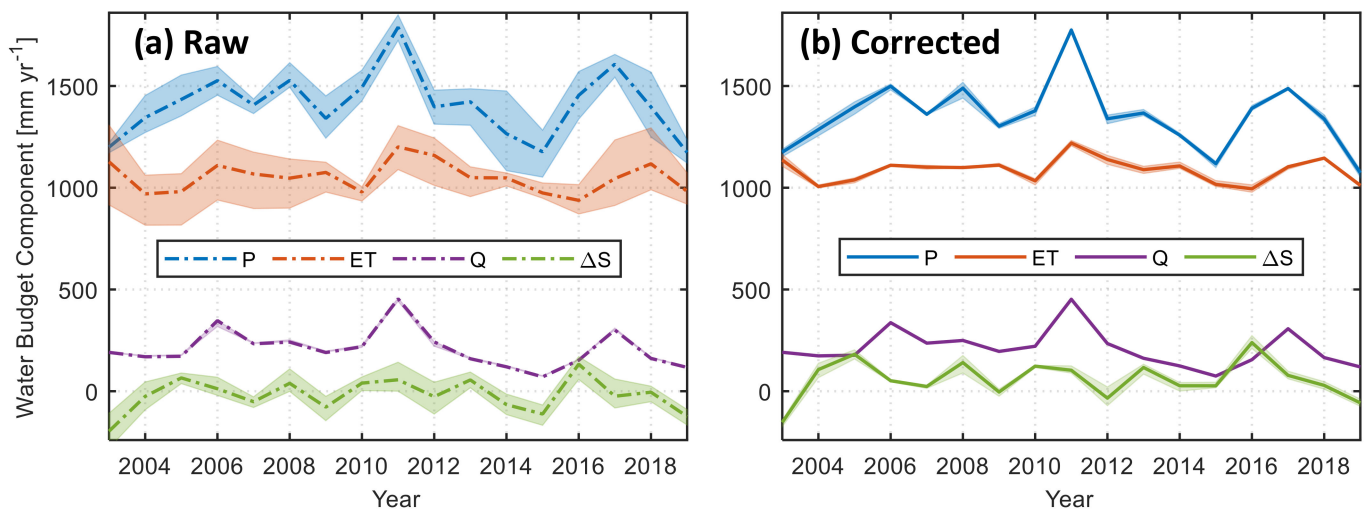 Water Budget Component [mm yr⁻¹]
(a) Raw
1500
1000
500
0
P ET Q ΔS
2004 2006 2008 2010 2012 2014 2016 2018
Year
(b) Corrected
1500
1000
500
0
P ET Q ΔS
2004 2006 2008 2010 2012 2014 2016 2018
Year